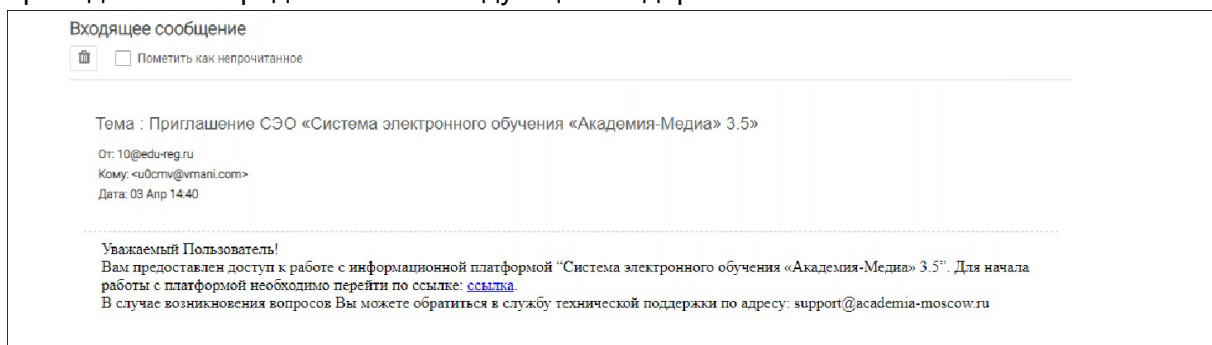 Входящее сообщение
Пометить как непрочитанное
Тема : Приглашение СЭО «Система электронного обучения «Академия-Медиа» 3.5»
От: 10@edu-reg.ru
Кому: <u0cmv@vmani.com>
Дата: 03 Апр 14:40
Уважаемый Пользователь!
Вам предоставлен доступ к работе с информационной платформой “Система электронного обучения «Академия-Медиа» 3.5”. Для начала
работы с платформой необходимо перейти по ссылке: ссылка.
В случае возникновения вопросов Вы можете обратиться в службу технической поддержки по адресу: support@academia-moscow.ru